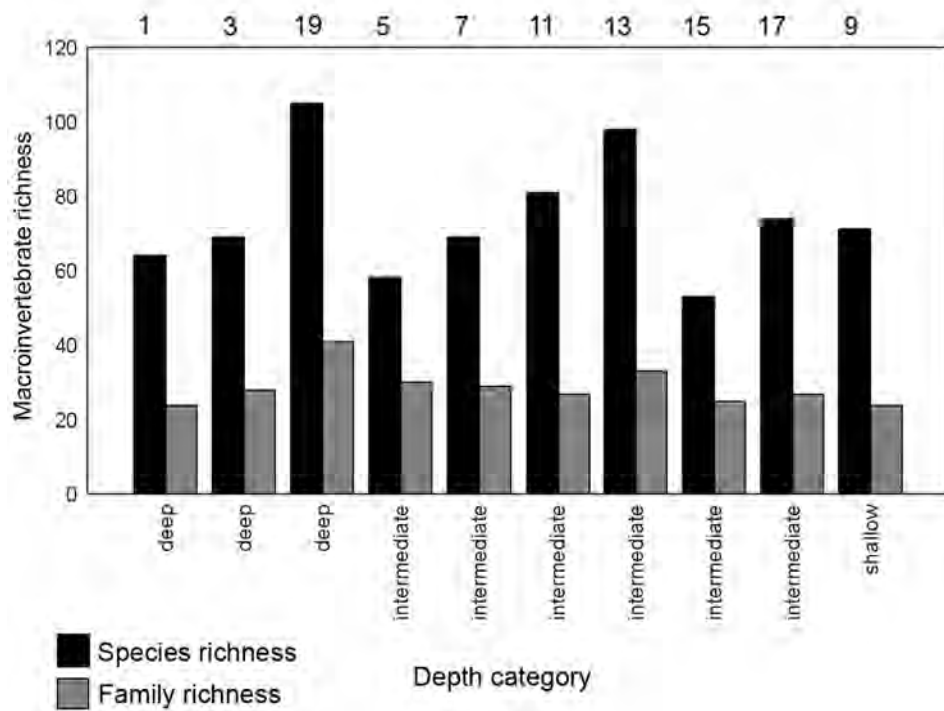 1 3 19 5 7 11 13 15 17 9
120
100
80
60
40
20
0
Macroinvertebrate richness
deep
deep
deep
intermediate
intermediate
intermediate
intermediate
intermediate
intermediate
shallow
Species richness
Family richness
Depth category